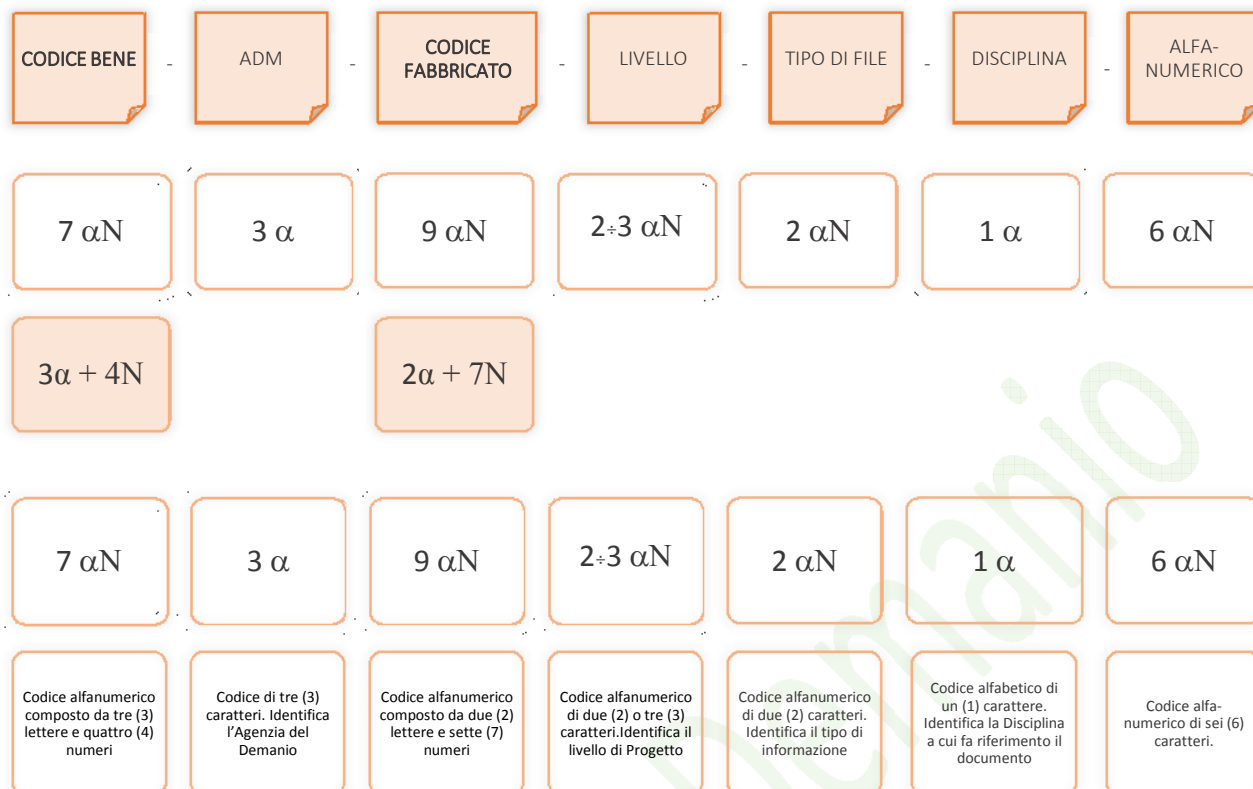 CODICE BENE - ADM - CODICE FABBRICATO - LIVELLO - TIPO DI FILE - DISCIPLINA - ALFA-NUMERICO
7 αN
3 α
9 αN
2÷3 αN
2 αN
1 α
6 αN
3α + 4N
2α + 7N
7 αN
3 α
9 αN
2÷3 αN
2 αN
1 α
6 αN
Codice alfanumerico
composto da tre (3)
lettere e quattro (4)
numeri
Codice di tre (3)
caratteri. Identifica
l'Agenzia del
Demanio
Codice alfanumerico
composto da due (2)
lettere e sette (7)
numeri
Codice alfanumerico
di due (2) o tre (3)
caratteri.Identifica il
livello di Progetto
Codice alfanumerico
di due (2) caratteri.
Identifica il tipo di
informazione
Codice alfabetico di
un (1) carattere.
Identifica la Disciplina
a cui fa riferimento il
documento
Codice alfa-
numerico di sei (6)
caratteri.
Demanio